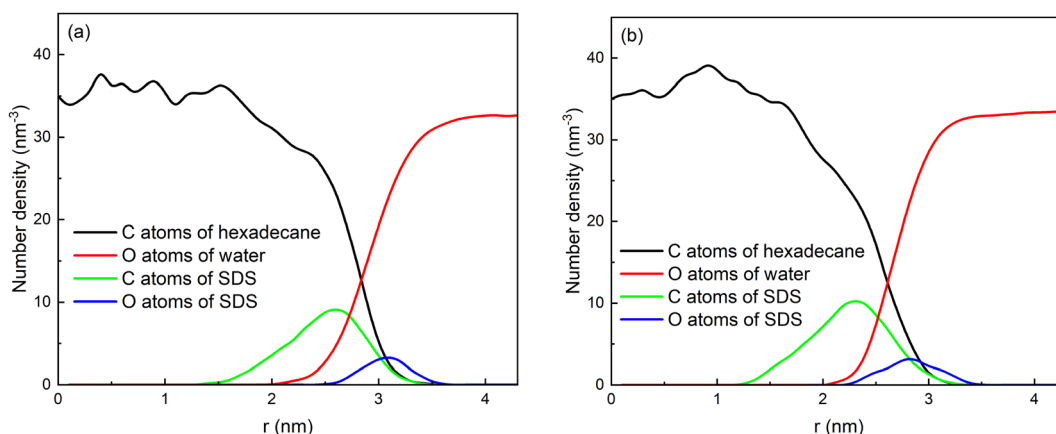 (a)
40
30
20
10
0
Number density (nm-3)
C atoms of hexadecane
O atoms of water
C atoms of SDS
O atoms of SDS
0 1 2 3 4
r (nm)
(b)
40
30
20
10
0
Number density (nm-3)
C atoms of hexadecane
O atoms of water
C atoms of SDS
O atoms of SDS
0 1 2 3 4
r (nm)